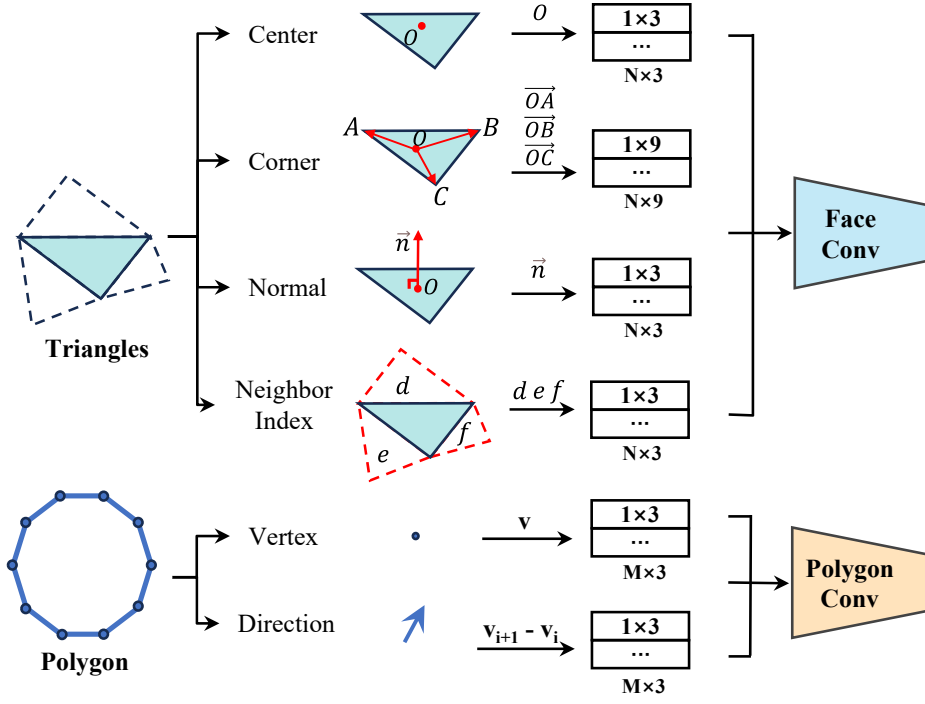 Center
O
O
1×3
...
N×3
Corner
A
O
B
C
OA
OB
OC
1×9
...
N×9
Triangles
Normal
n
O
n
1×3
...
N×3
Face
Conv
Neighbor
Index
d
e
f
d e f
1×3
...
N×3
Polygon
Vertex
v
1×3
...
M×3
Direction
vᵢ₊₁ - vᵢ
1×3
...
M×3
Polygon
Conv